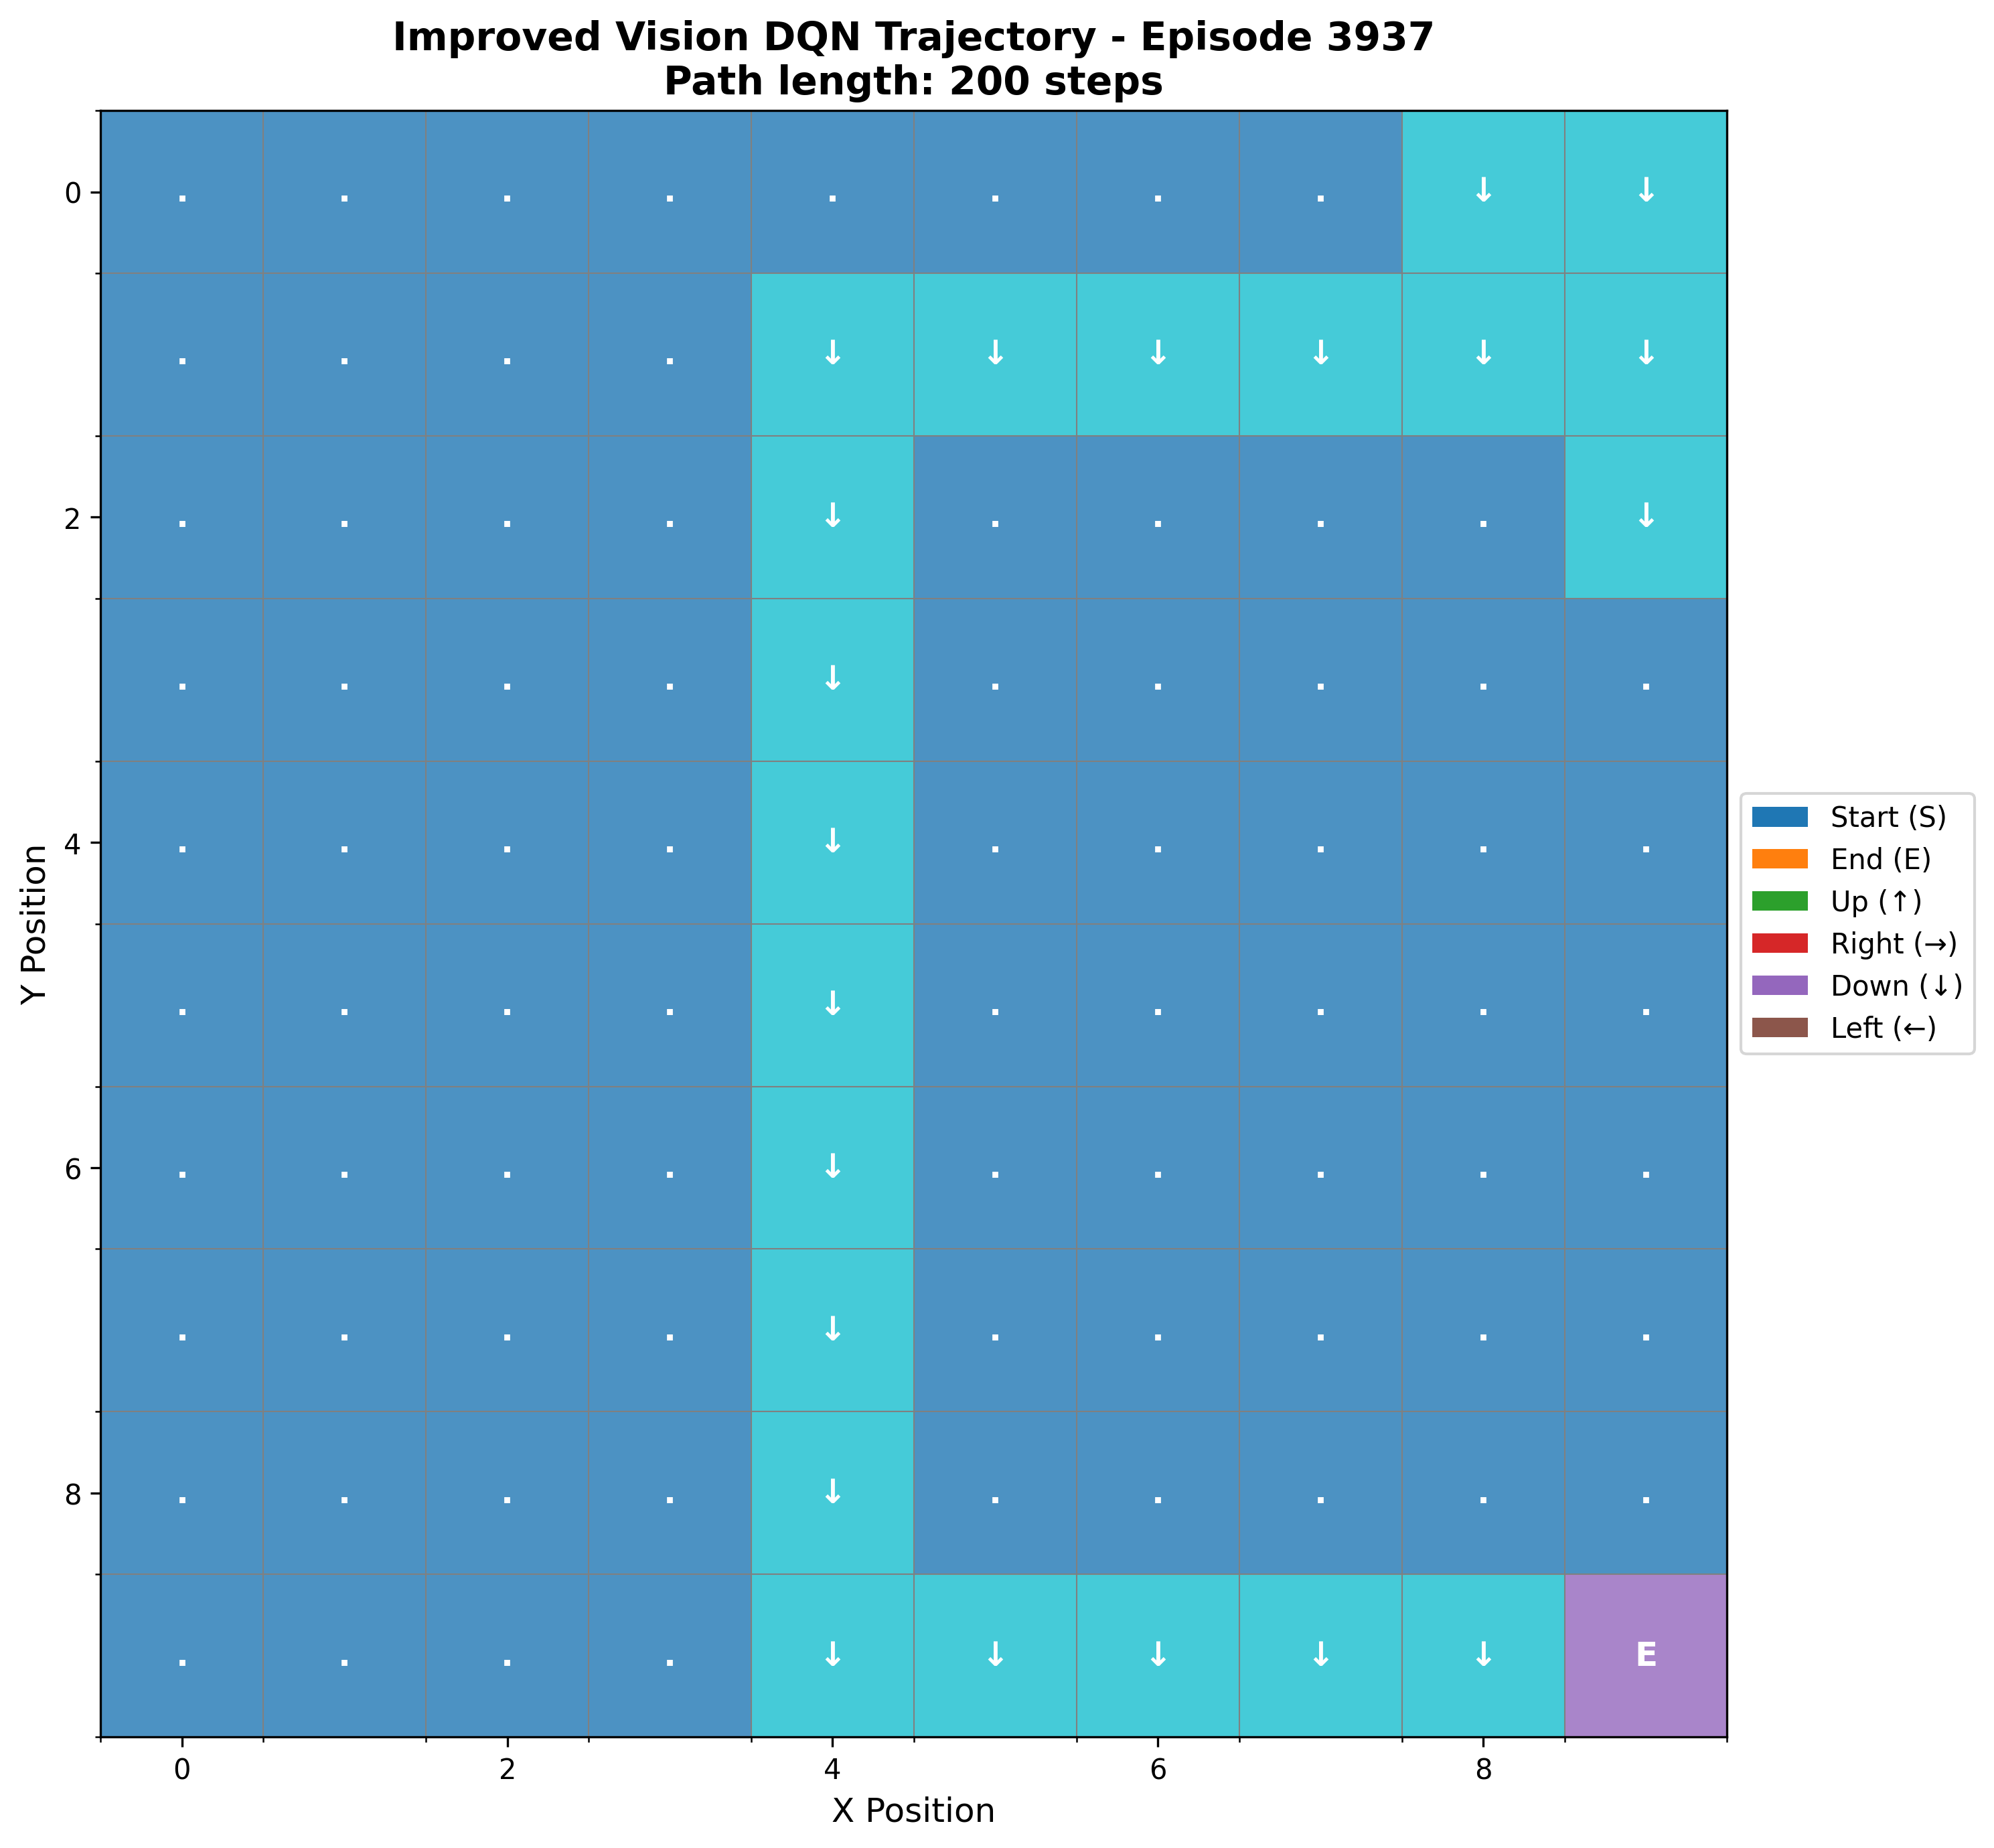 Improved Vision DQN Trajectory - Episode 3937
Path length: 200 steps
0 . . . . . . . . ↓ ↓
. . . . ↓ ↓ ↓ ↓ ↓ ↓
2 . . . . ↓ . . . . ↓
. . . . ↓ . . . . .
4 . . . . ↓ . . . . .
. . . . ↓ . . . . .
6 . . . . ↓ . . . . .
. . . . ↓ . . . . .
8 . . . . ↓ . . . . .
. . . . ↓ ↓ ↓ ↓ ↓ E
0 2 4 6 8
X Position
Y Position
Start (S)
End (E)
Up (↑)
Right (→)
Down (↓)
Left (←)